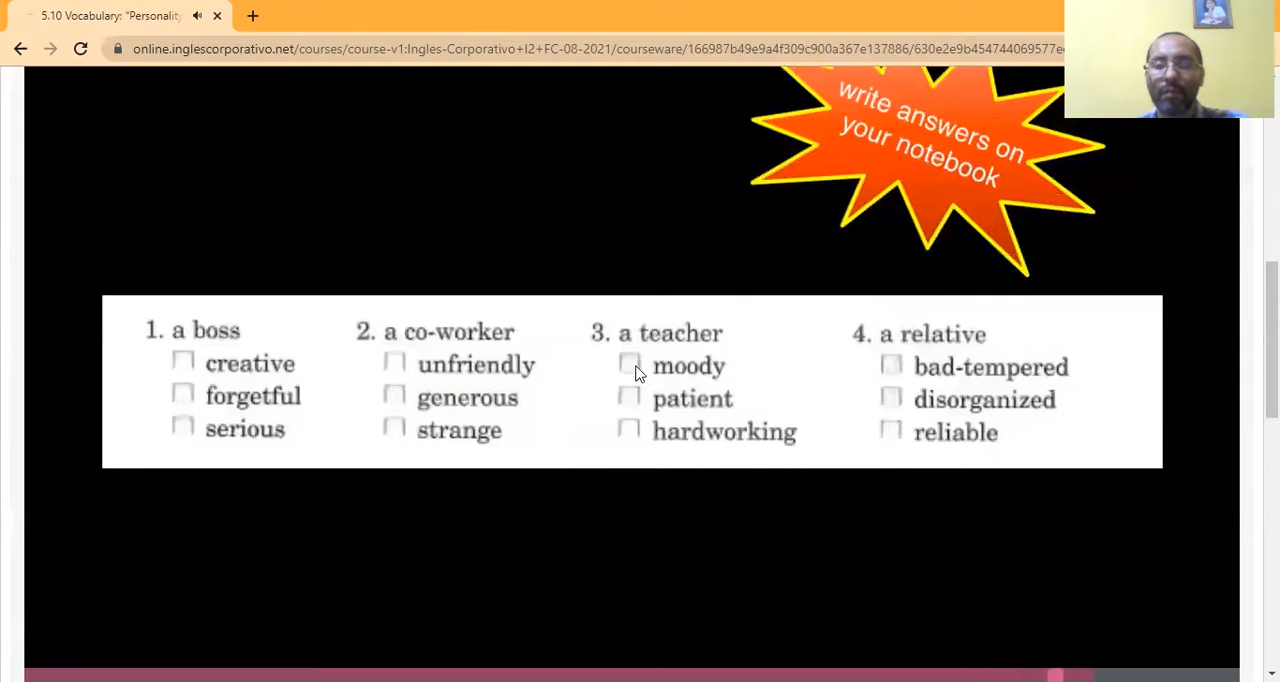 5.10 Vocabulary: "Personality
online.inglescorporativo.net/courses/course-v1:Ingles-Corporativo+I2+FC-08-2021/courseware/166987b49e9a4f309c900a367e137886/630e2e9b454744069577e
write answers on
your notebook
1. a boss
creative
forgetful
serious
2. a co-worker
unfriendly
generous
strange
3. a teacher
moody
patient
hardworking
4. a relative
bad-tempered
disorganized
reliable